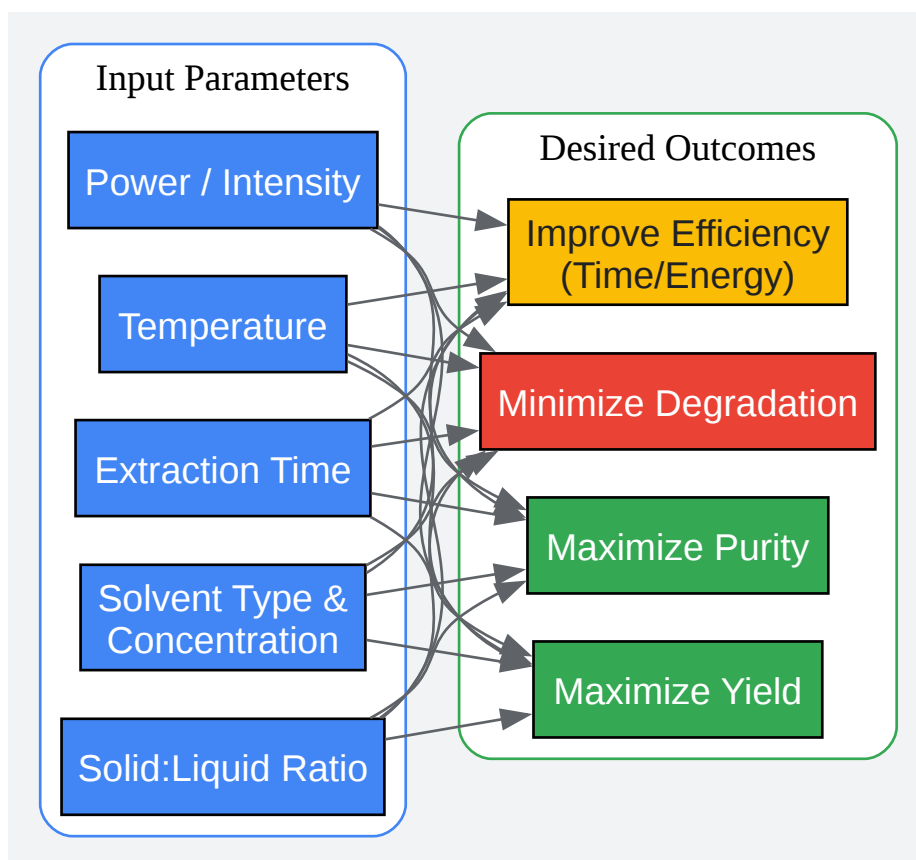 Input Parameters
Power / Intensity
Temperature
Extraction Time
Solvent Type &
Concentration
Solid:Liquid Ratio
Desired Outcomes
Improve Efficiency
(Time/Energy)
Minimize Degradation
Maximize Purity
Maximize Yield